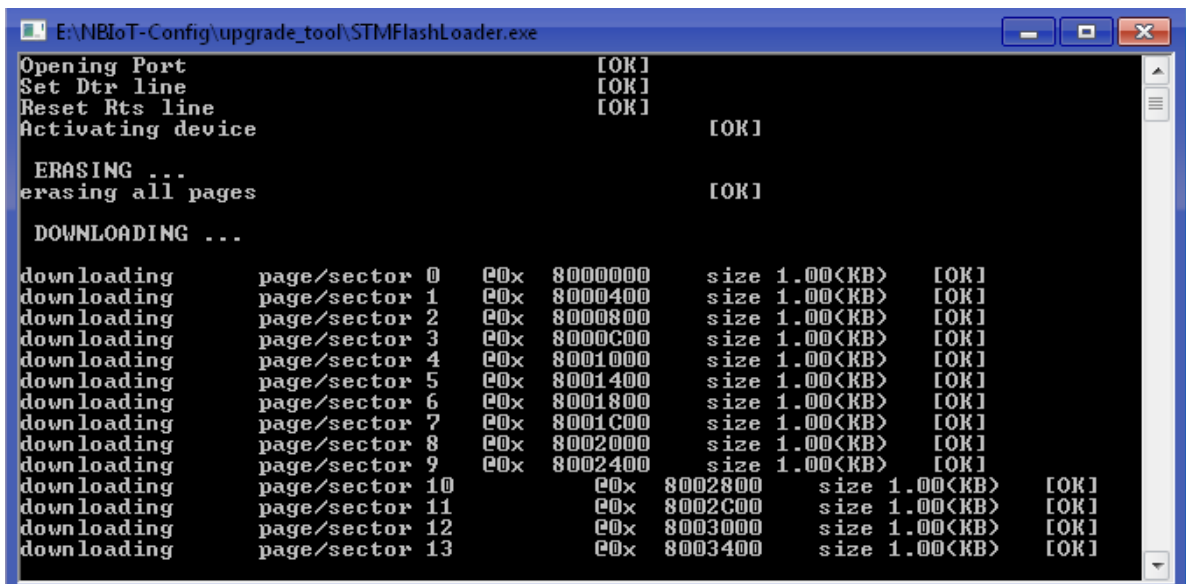 E:\NBIoT-Config\upgrade_tool\STMFlashLoader.exe
Opening Port [OK]
Set Dtr line [OK]
Reset Rts line [OK]
Activating device [OK]
ERASING ...
erasing all pages [OK]
DOWNLOADING ...
downloading page/sector 0 @0x 8000000 size 1.00(KB) [OK]
downloading page/sector 1 @0x 8000400 size 1.00(KB) [OK]
downloading page/sector 2 @0x 8000800 size 1.00(KB) [OK]
downloading page/sector 3 @0x 8000C00 size 1.00(KB) [OK]
downloading page/sector 4 @0x 8001000 size 1.00(KB) [OK]
downloading page/sector 5 @0x 8001400 size 1.00(KB) [OK]
downloading page/sector 6 @0x 8001800 size 1.00(KB) [OK]
downloading page/sector 7 @0x 8001C00 size 1.00(KB) [OK]
downloading page/sector 8 @0x 8002000 size 1.00(KB) [OK]
downloading page/sector 9 @0x 8002400 size 1.00(KB) [OK]
downloading page/sector 10 @0x 8002800 size 1.00(KB) [OK]
downloading page/sector 11 @0x 8002C00 size 1.00(KB) [OK]
downloading page/sector 12 @0x 8003000 size 1.00(KB) [OK]
downloading page/sector 13 @0x 8003400 size 1.00(KB) [OK]